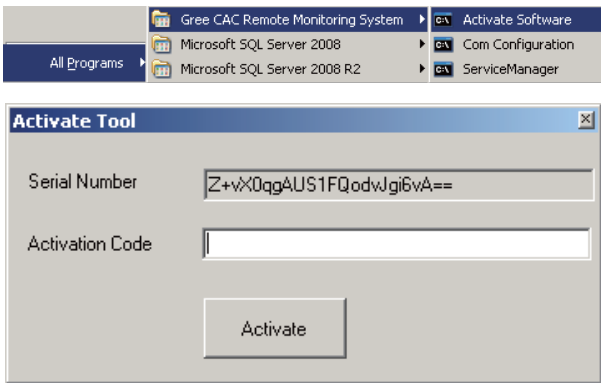 Gree CAC Remote Monitoring System Activate Software
Microsoft SQL Server 2008 Com Configuration
All Programs Microsoft SQL Server 2008 R2 ServiceManager
Activate Tool
Serial Number Z+vX0qgAUS1FQodwJgi6vA==
Activation Code
Activate